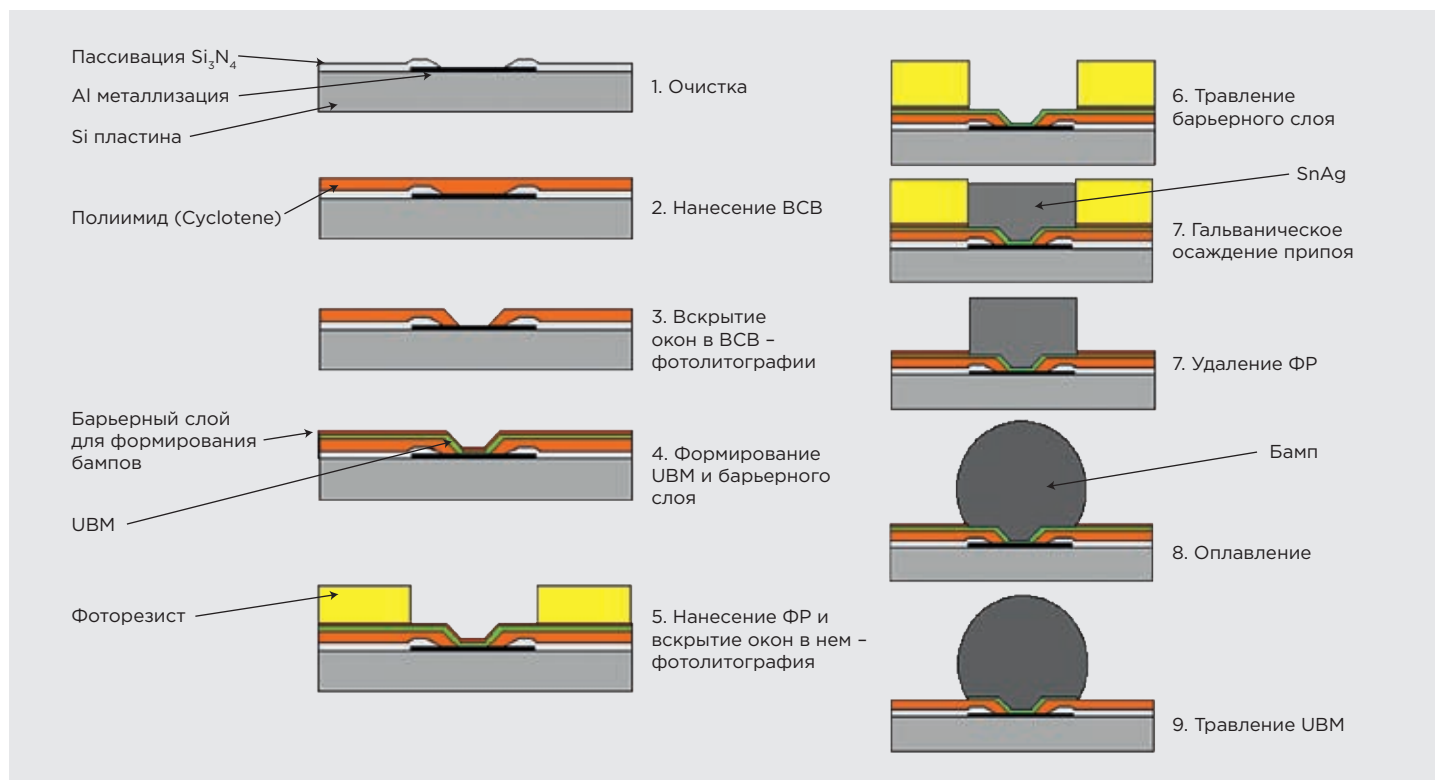 Пассивация Si₃N₄
Al металлизация
Si пластина
1. Очистка
Полиимид (Cyclotene)
2. Нанесение BCB
3. Вскрытие
окон в BCB –
фотолитографии
Барьерный слой
для формирования
бампов
UBM
4. Формирование
UBM и барьерного
слоя
Фоторезист
5. Нанесение ФР и
вскрытие окон в нем –
фотолитография
6. Травление
барьерного слоя
SnAg
7. Гальваническое
осаждение припоя
7. Удаление ФР
Бамп
8. Оплавление
9. Травление UBM